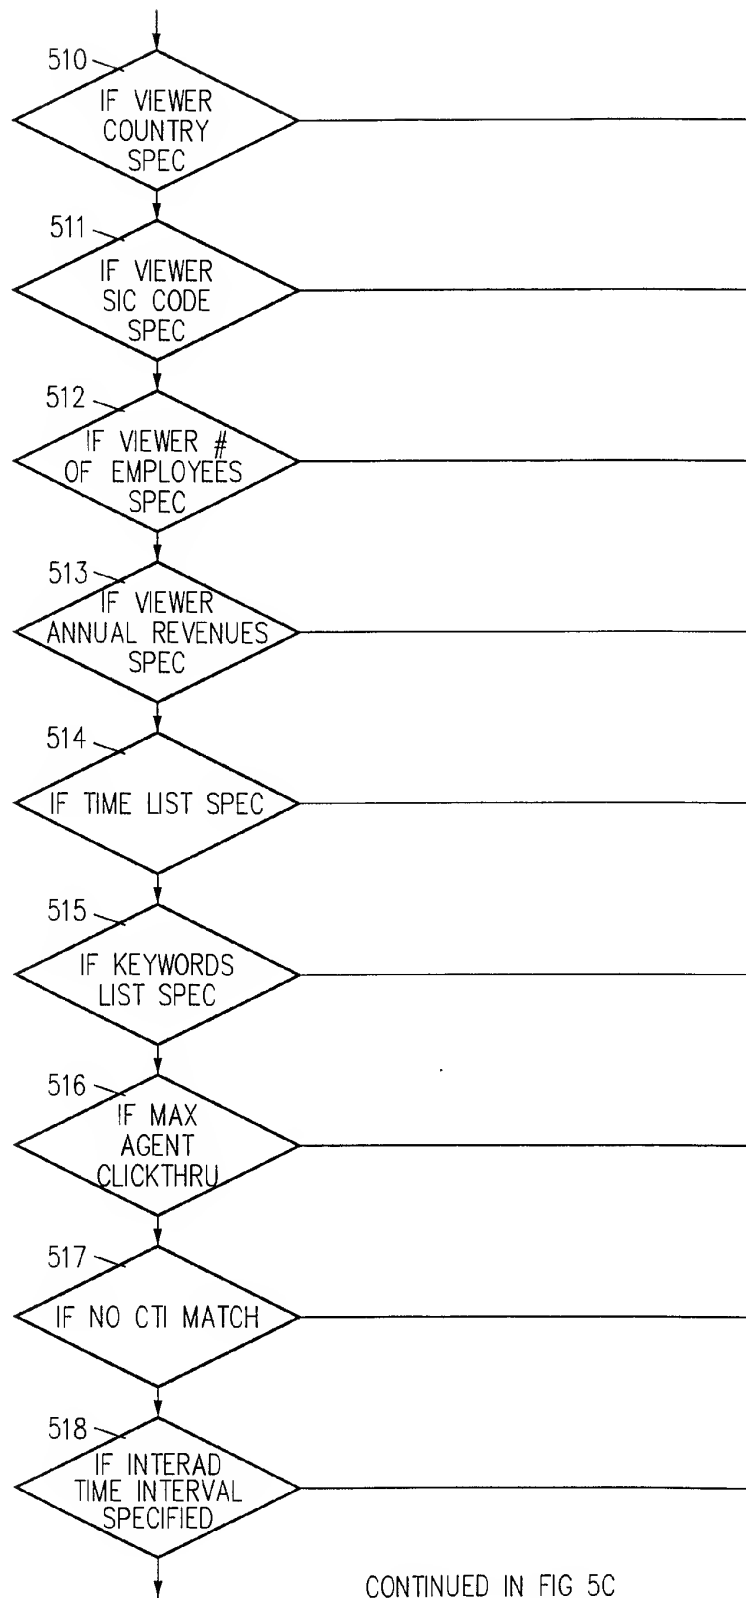 510
IF VIEWER
COUNTRY
SPEC
511
IF VIEWER
SIC CODE
SPEC
512
IF VIEWER #
OF EMPLOYEES
SPEC
513
IF VIEWER
ANNUAL REVENUES
SPEC
514
IF TIME LIST SPEC
515
IF KEYWORDS
LIST SPEC
516
IF MAX
AGENT
CLICKTHRU
517
IF NO CTI MATCH
518
IF INTERAD
TIME INTERVAL
SPECIFIED
CONTINUED IN FIG 5C